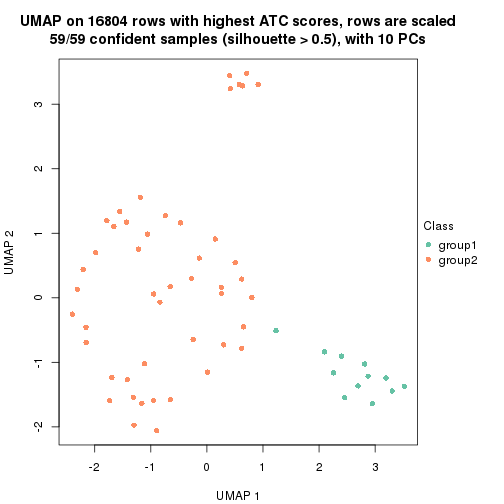 UMAP on 16804 rows with highest ATC scores, rows are scaled
59/59 confident samples (silhouette > 0.5), with 10 PCs
3
2
1
0
-1
-2
UMAP 2
-2 -1 0 1 2 3
UMAP 1
Class
group1
group2